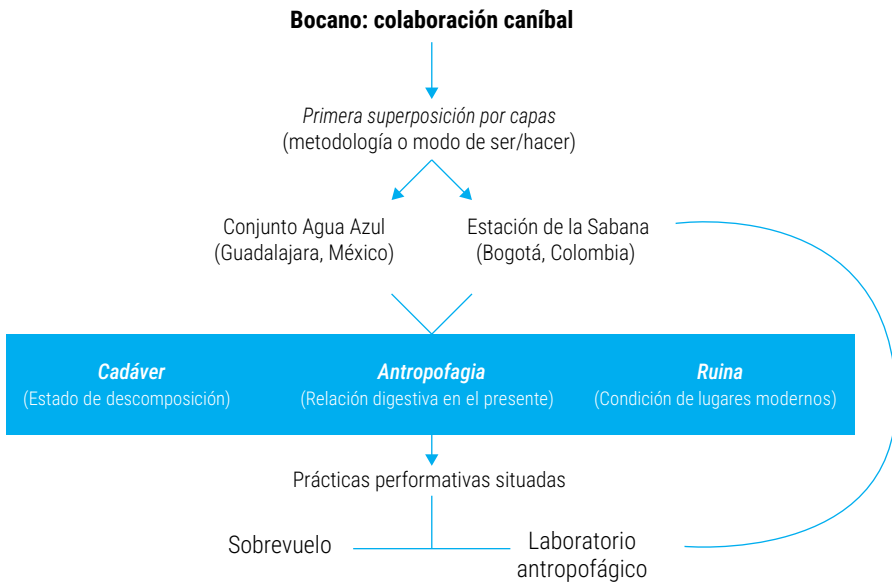 Bocano: colaboración caníbal
Primera superposición por capas
(metodología o modo de ser/hacer)
Conjunto Agua Azul
(Guadalajara, México)
Estación de la Sabana
(Bogotá, Colombia)
Cadáver
(Estado de descomposición)
Antropofagia
(Relación digestiva en el presente)
Ruina
(Condición de lugares modernos)
Prácticas performativas situadas
Sobrevuelo
Laboratorio
antropofágico